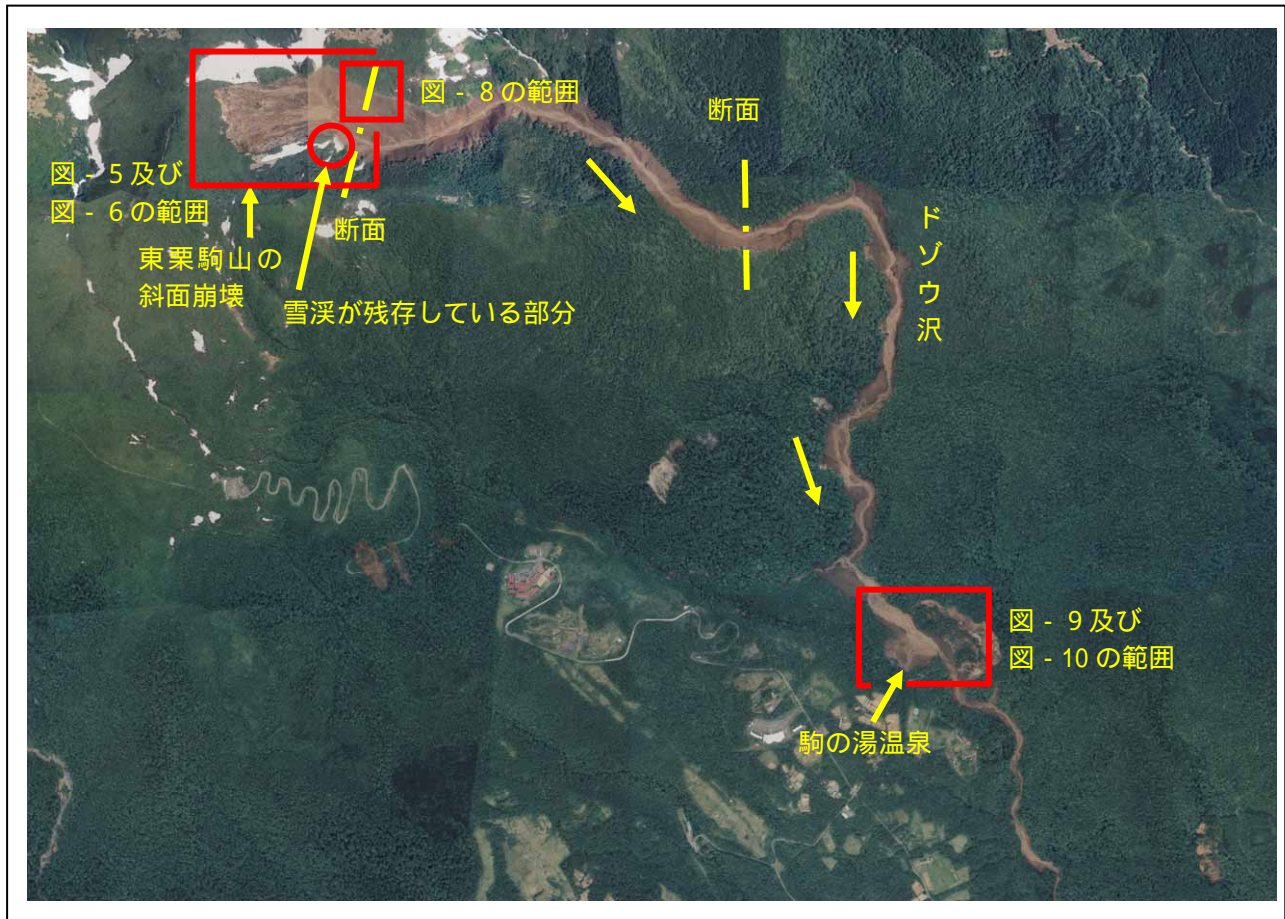 図 - 8 の範囲
断面
図 - 5 及び
図 - 6 の範囲
断面
東栗駒山の
斜面崩壊
雪渓が残存している部分
ドゾウ沢
図 - 9 及び
図 - 10 の範囲
駒の湯温泉